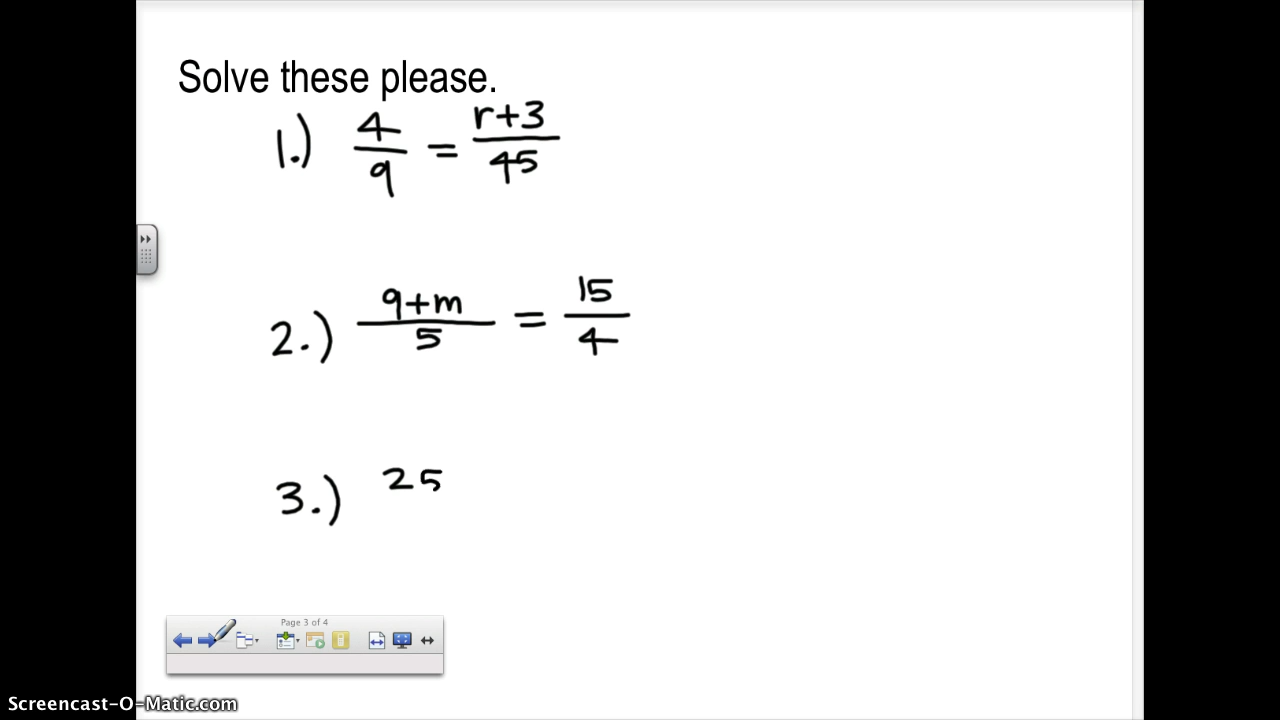 Solve these please.
1.) 4/9 = r+3/45
2.) 9+m/5 = 15/4
3.) 25
Page 3 of 4
Screencast-O-Matic.com